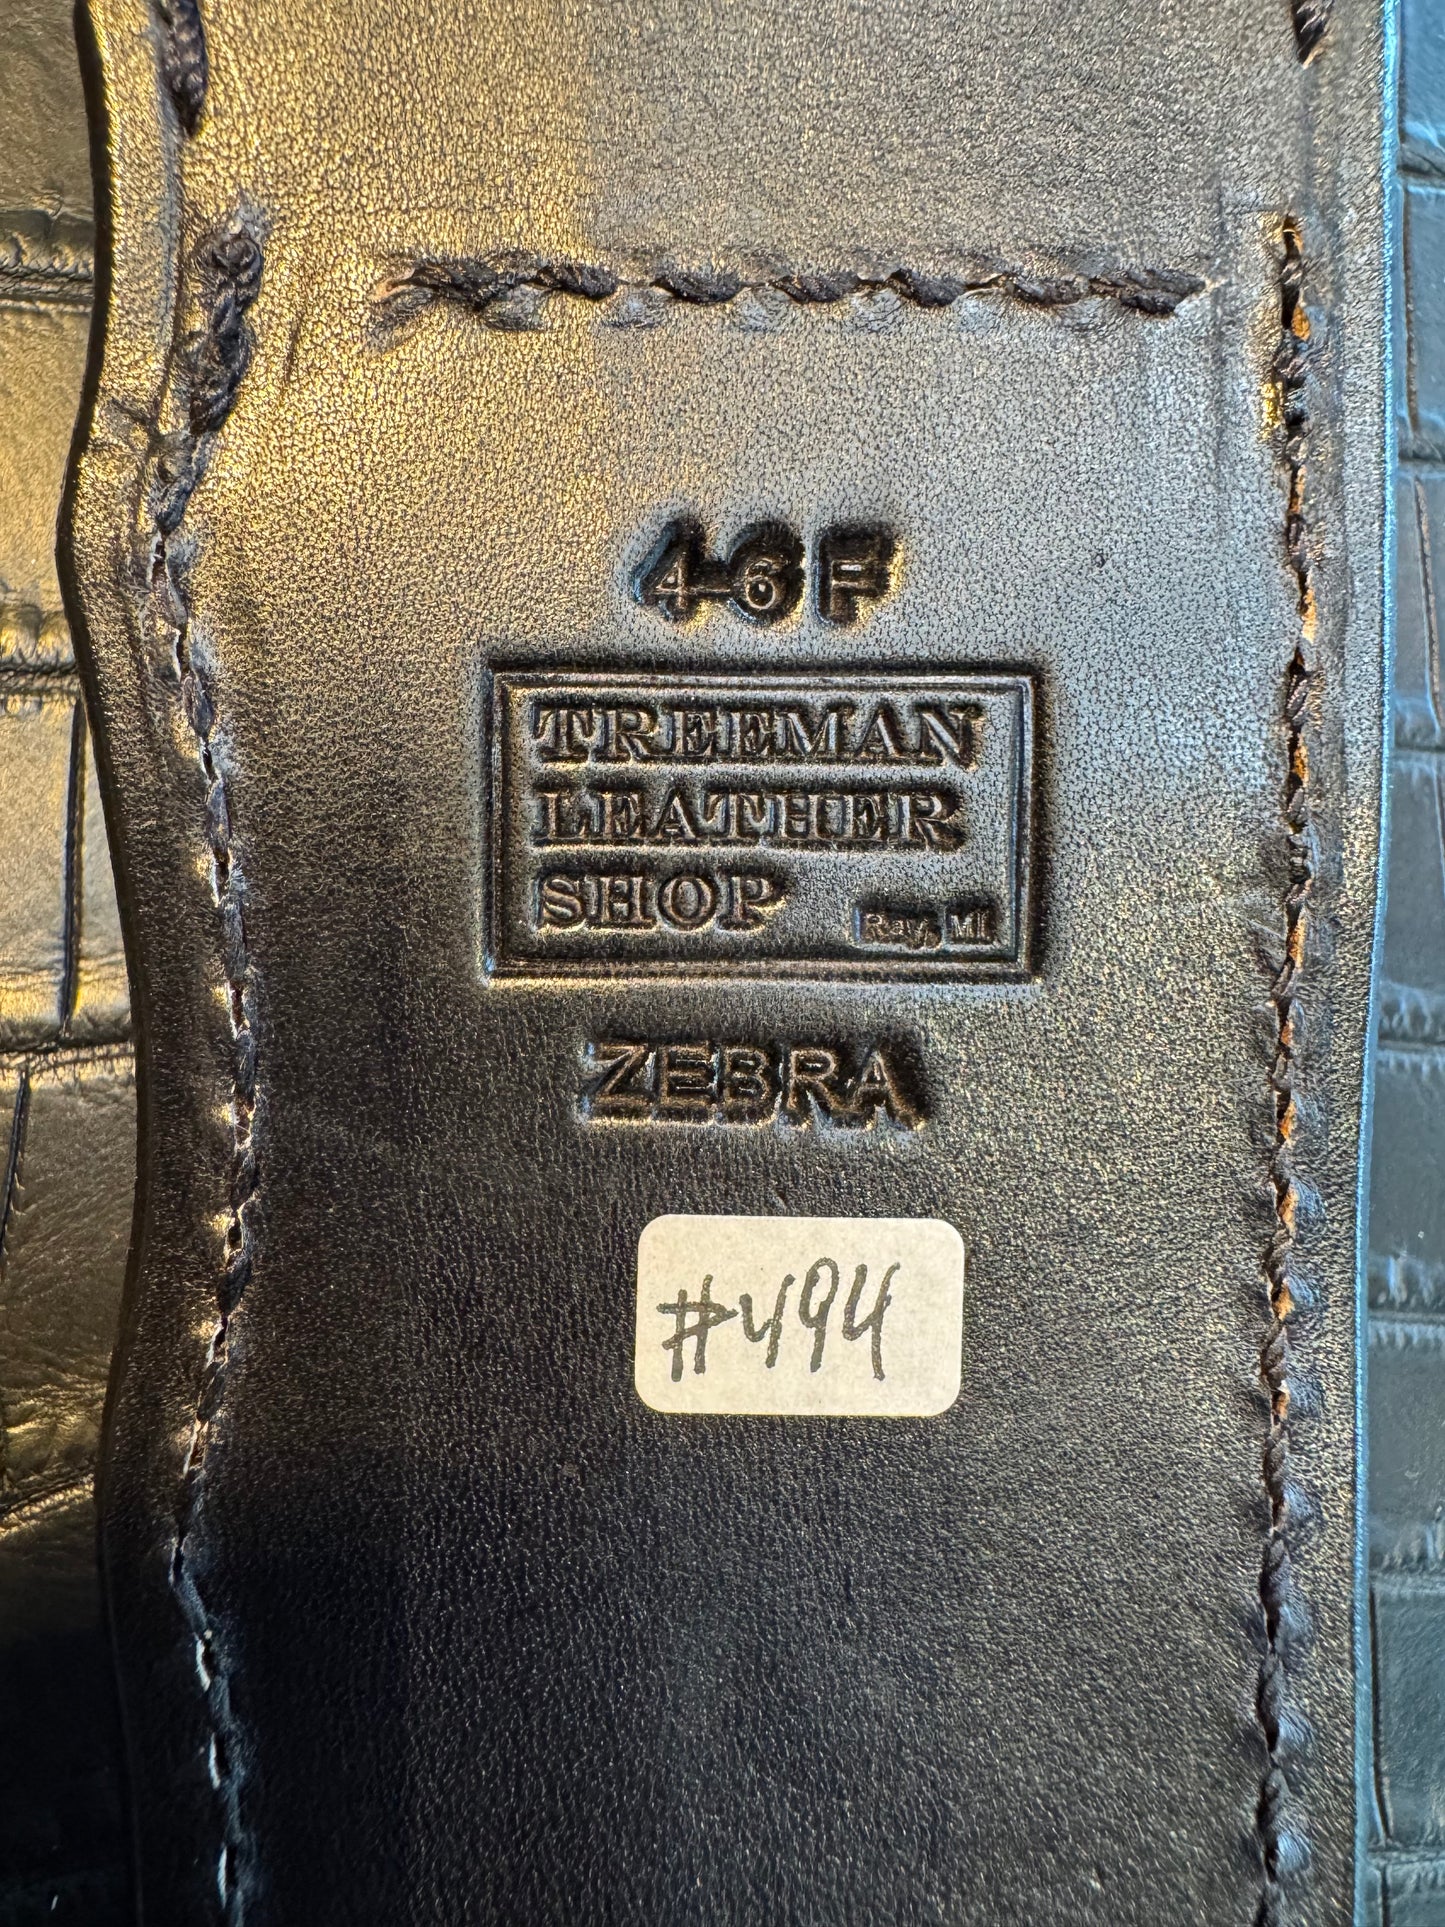 4-6F
TREEMAN
LEATHER
SHOP Ray, MI
ZEBRA
#494